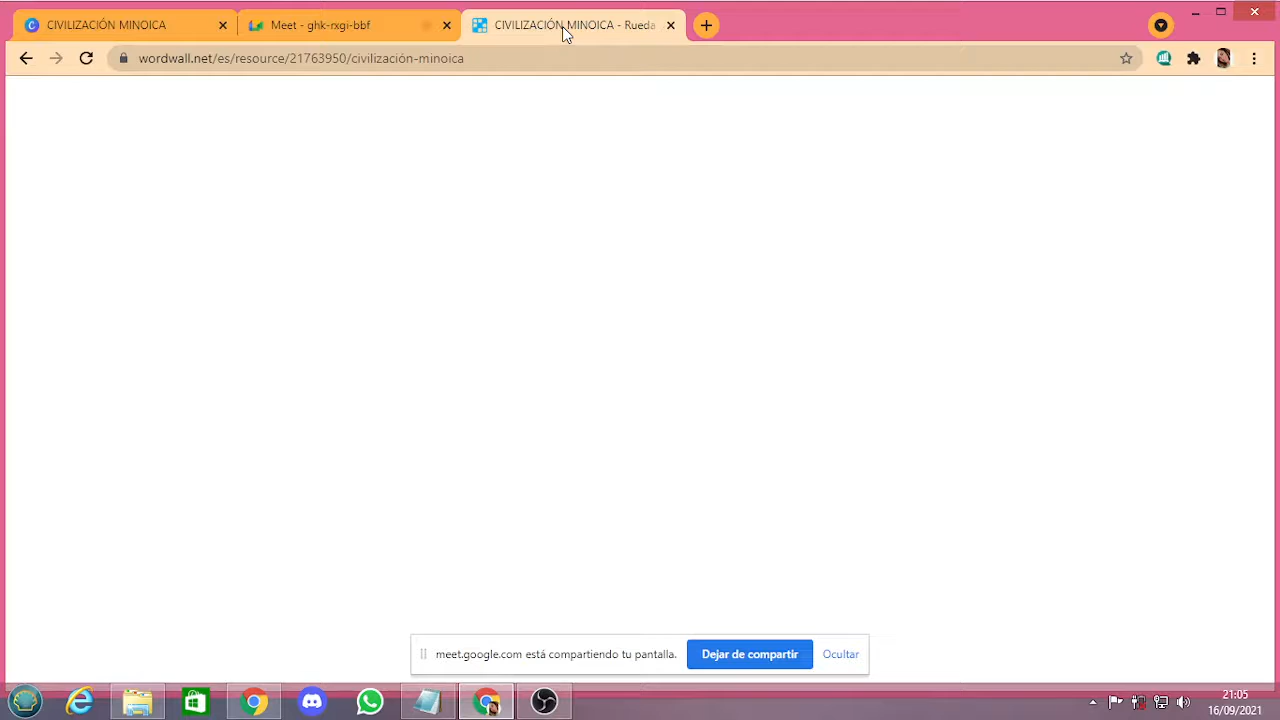 CIVILIZACIÓN MINOICA
Meet - ghk-rxgi-bbf
CIVILIZACIÓN MINOICA - Rueda
wordwall.net/es/resource/21763950/civilización-minoica
meet.google.com está compartiendo tu pantalla.
Dejar de compartir
Ocultar
21:05
16/09/2021